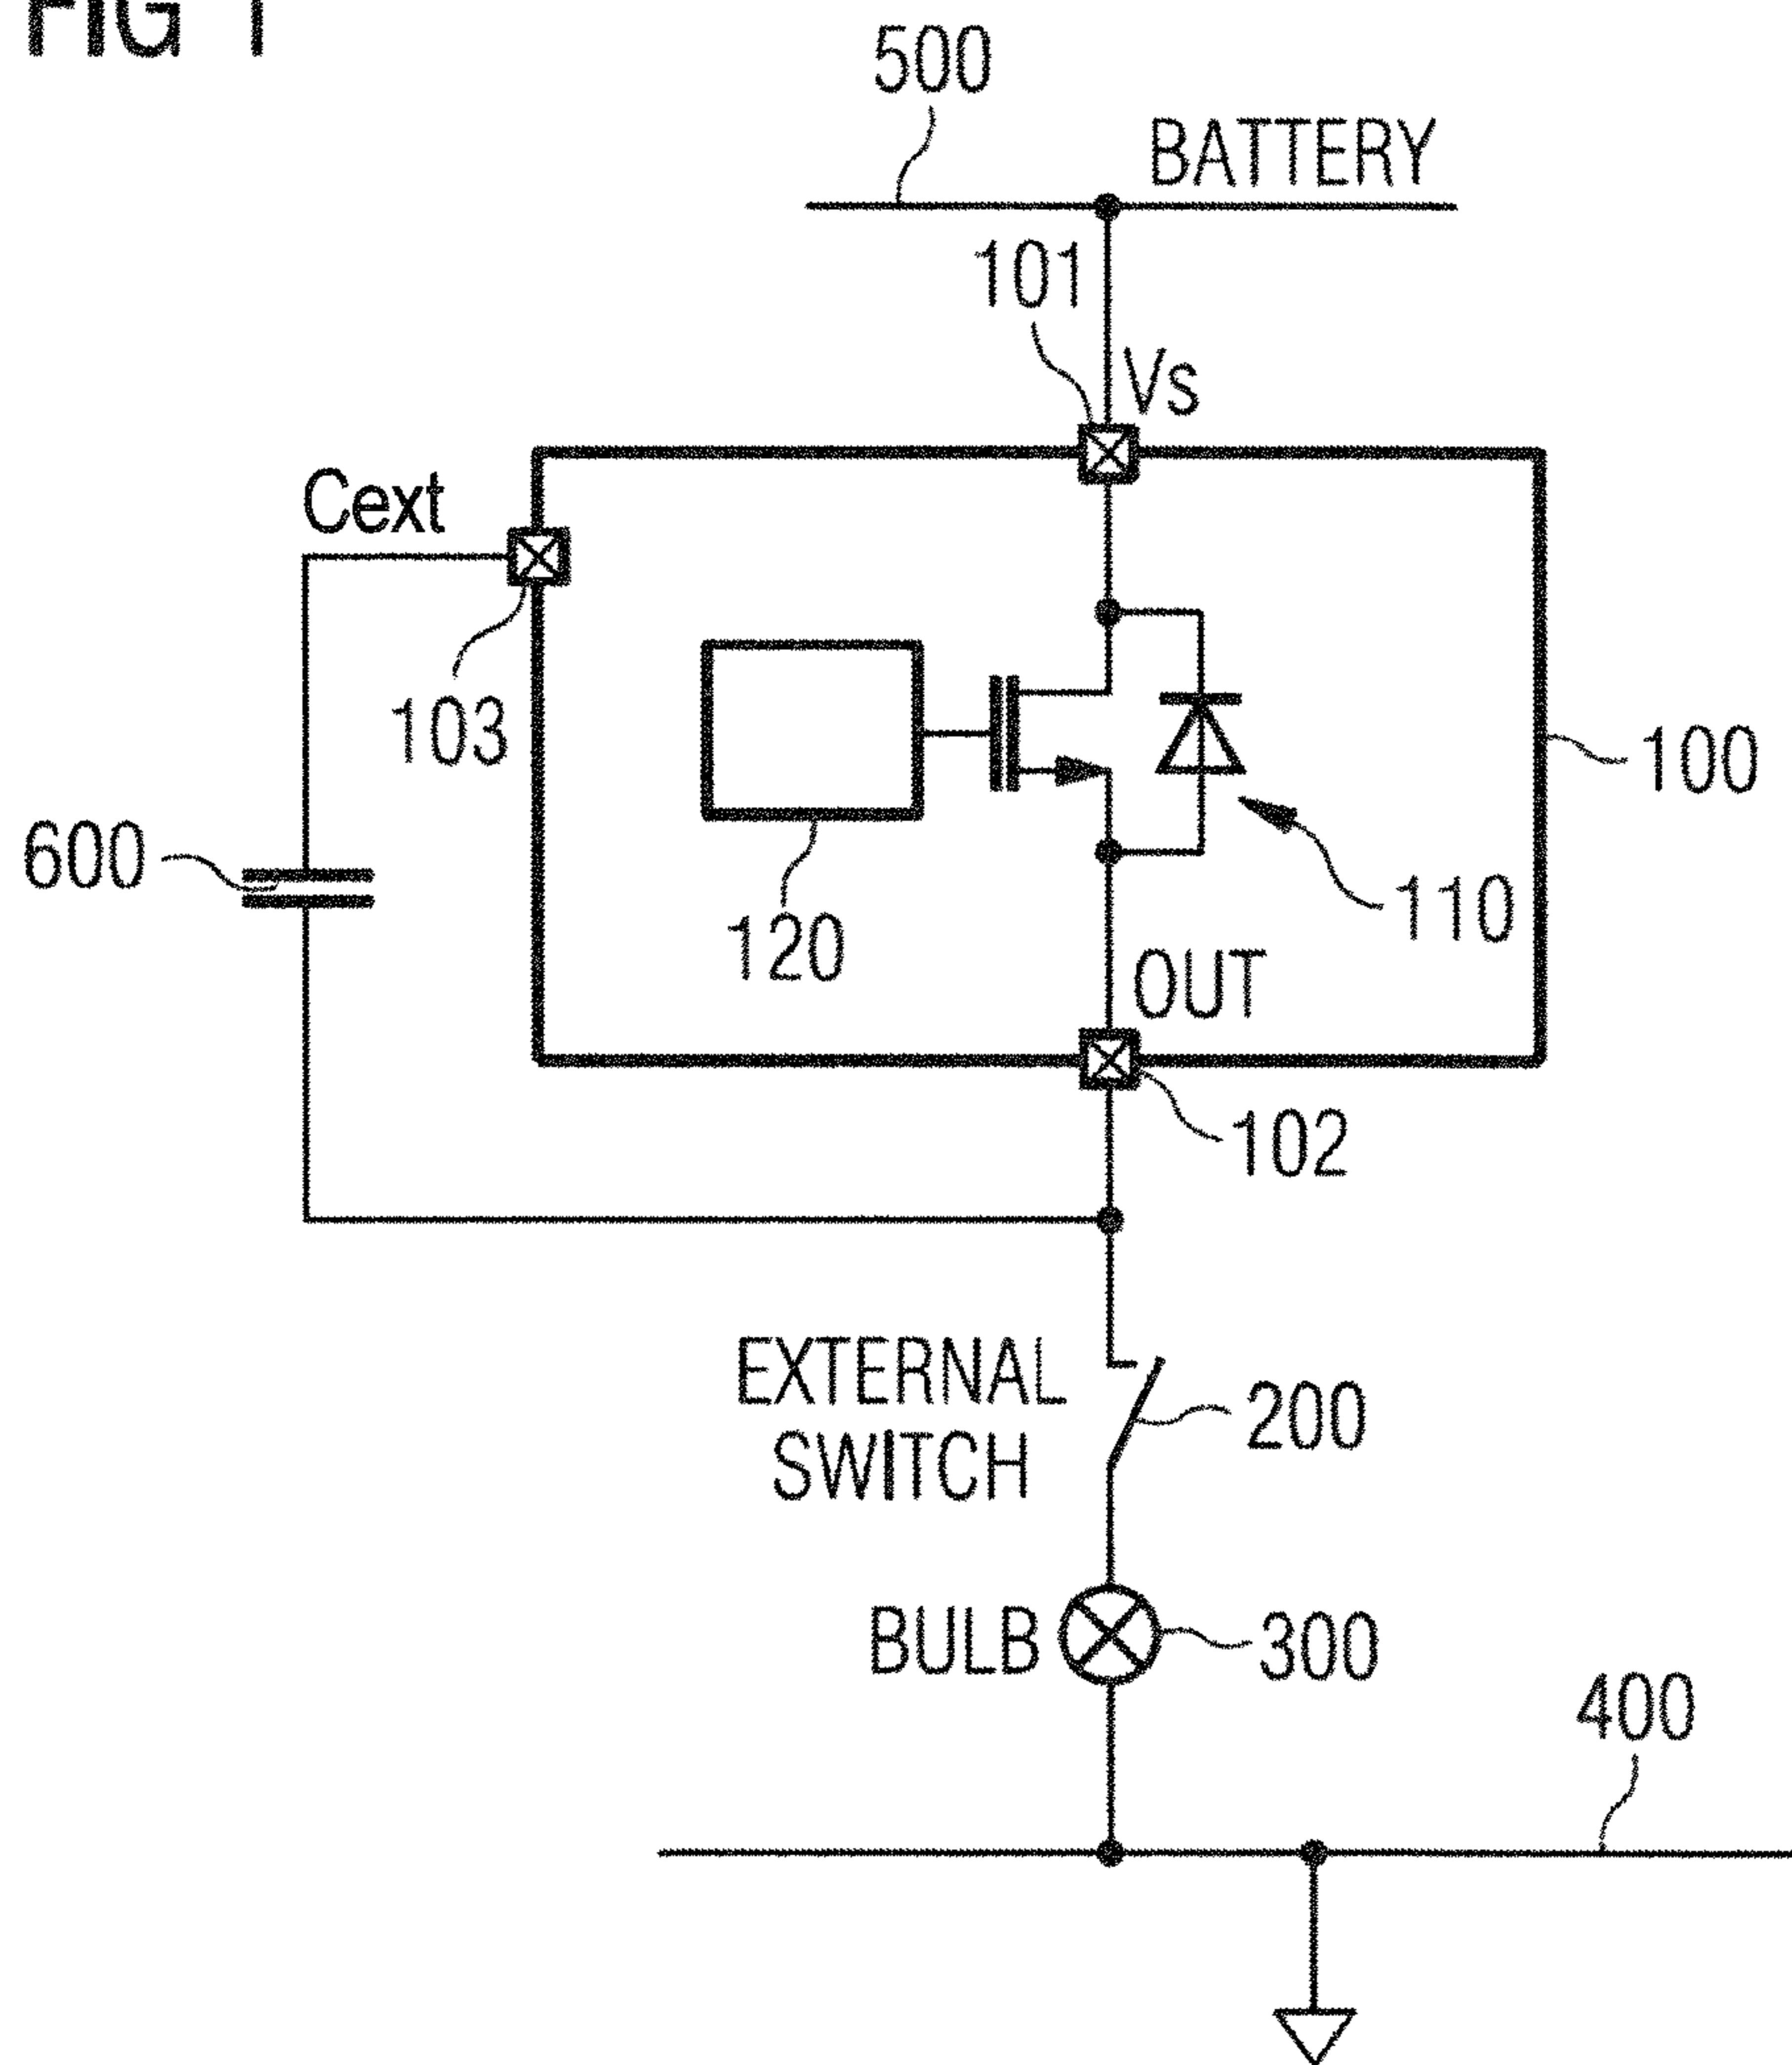 FIG 1
500
BATTERY
101
Vs
Cext
103
100
600
110
120
OUT
102
EXTERNAL
SWITCH
200
BULB
300
400